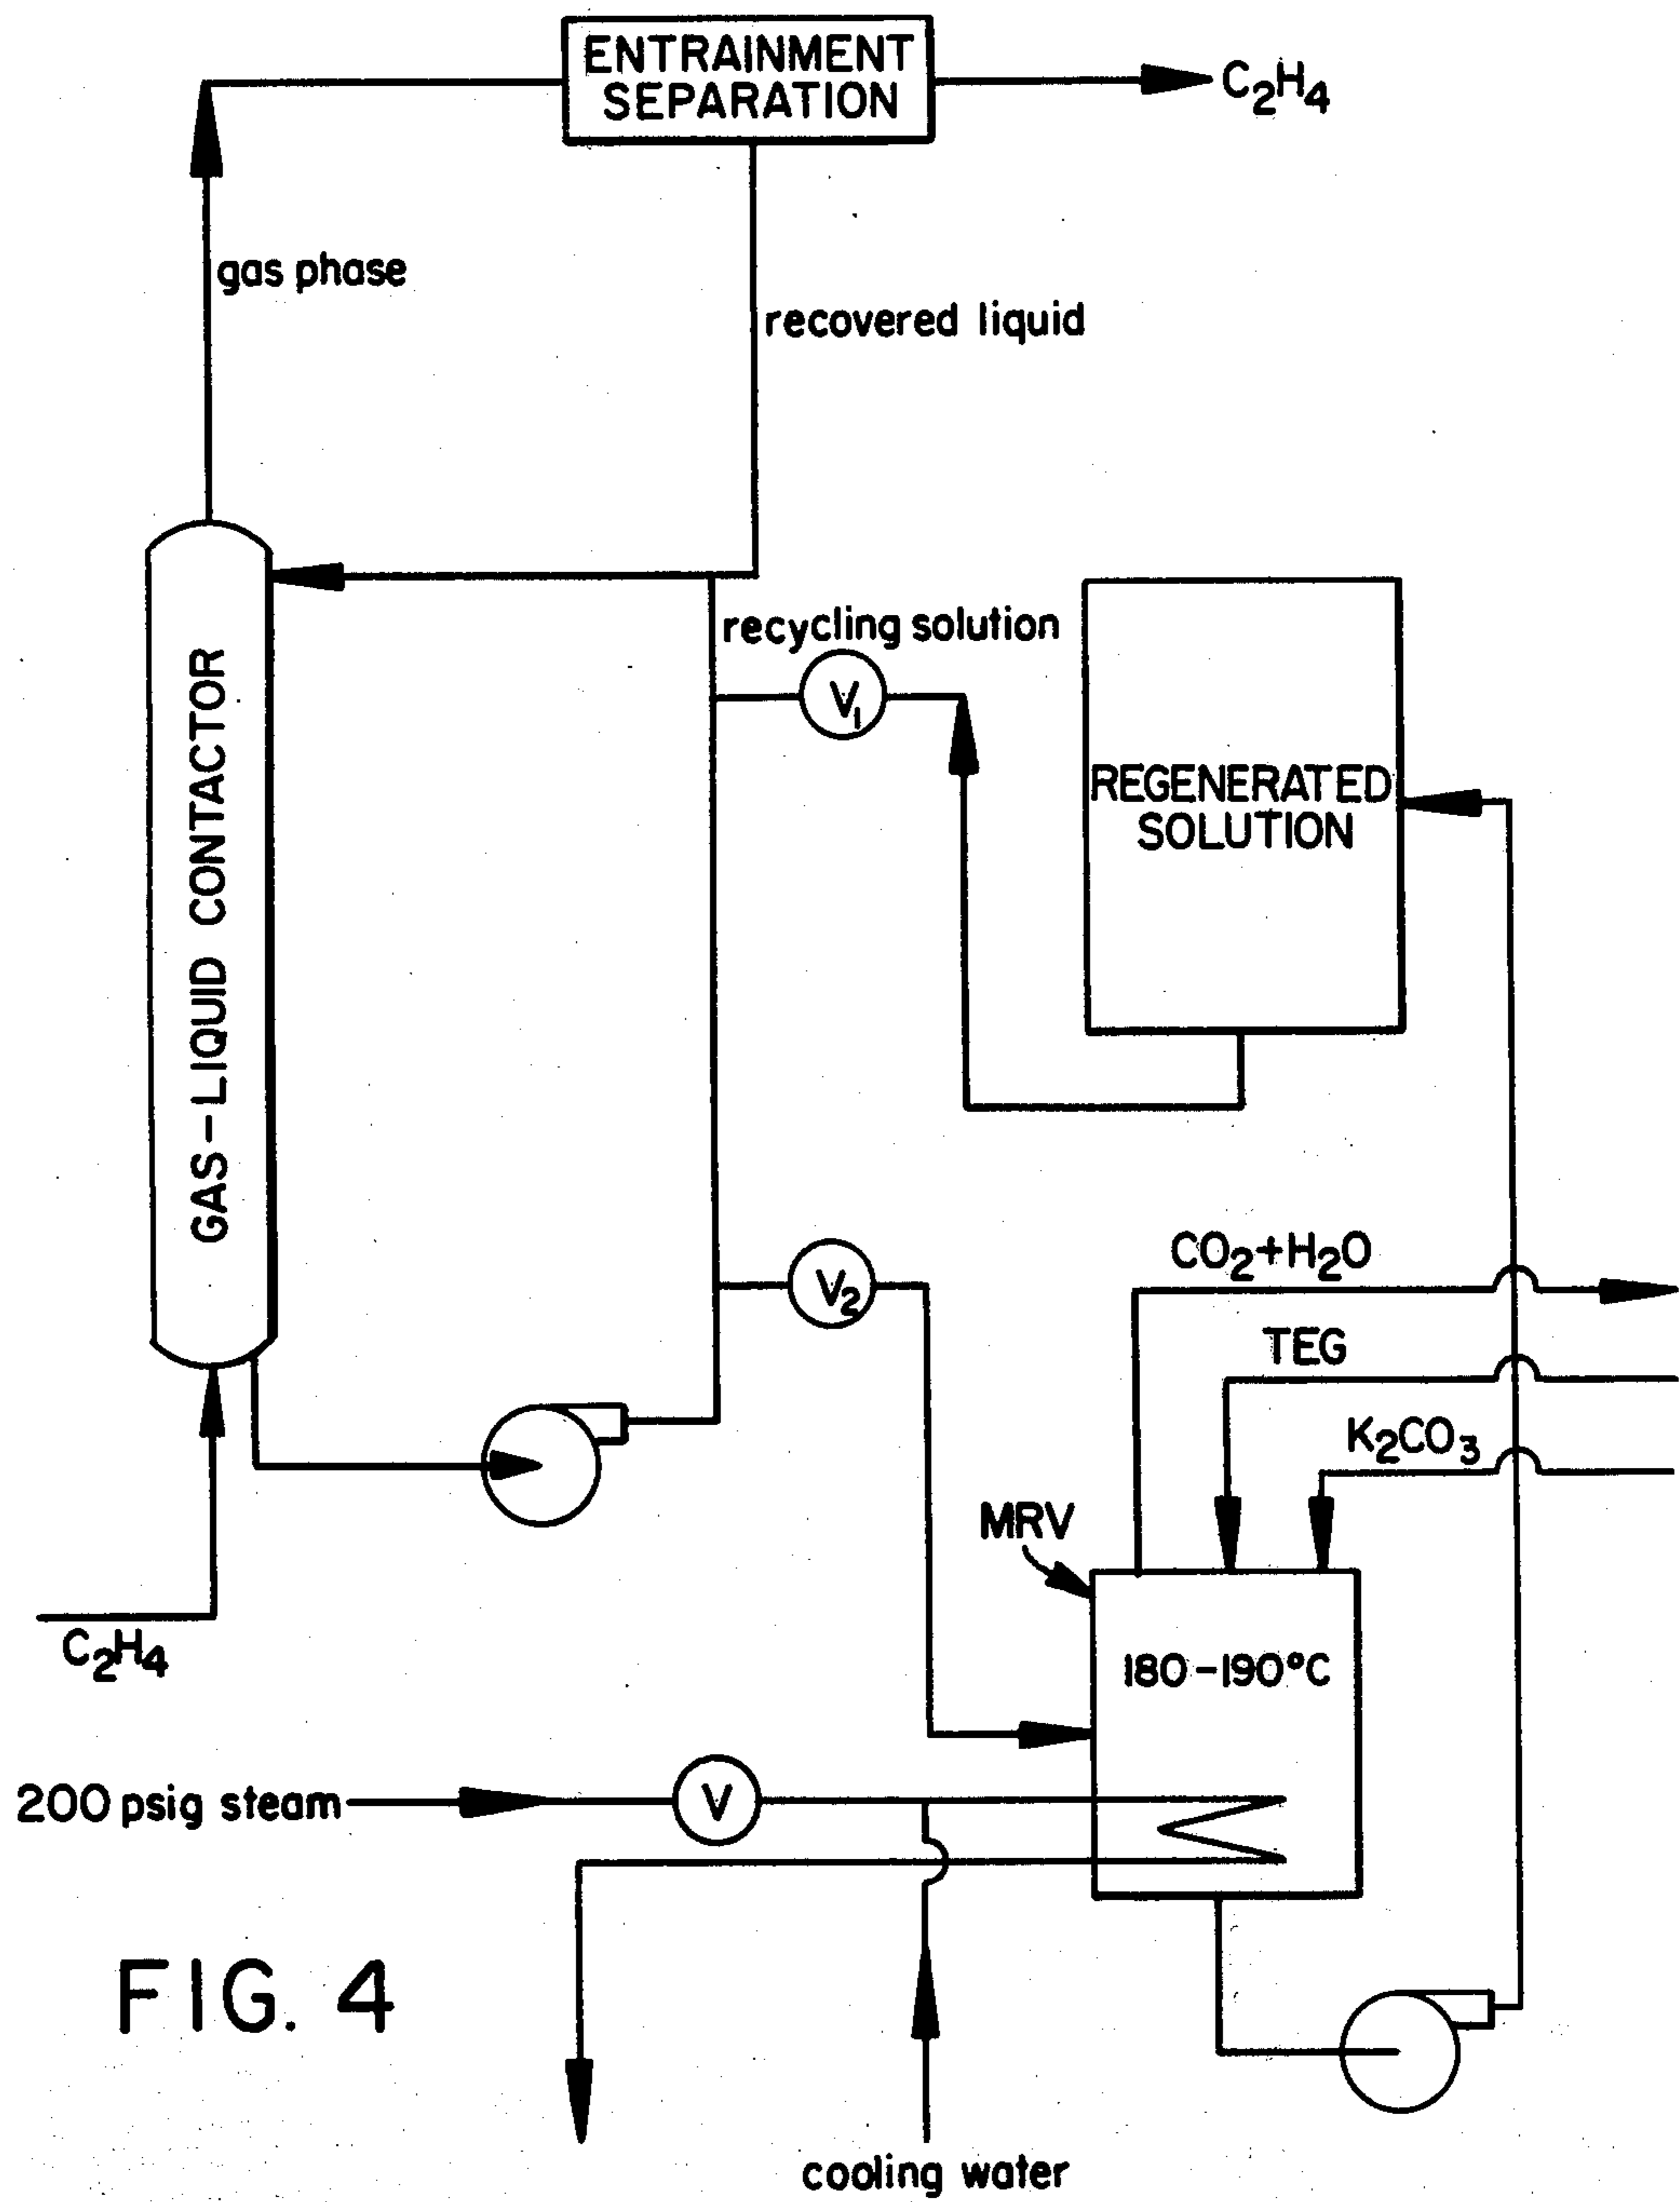 ENTRAINMENT
SEPARATION
C₂H₄
gas phase
recovered liquid
recycling solution
V₁
GAS-LIQUID CONTACTOR
REGENERATED
SOLUTION
V₂
CO₂+H₂O
TEG
K₂CO₃
MRV
C₂H₄
180-190°C
200 psig steam
V
FIG. 4
cooling water